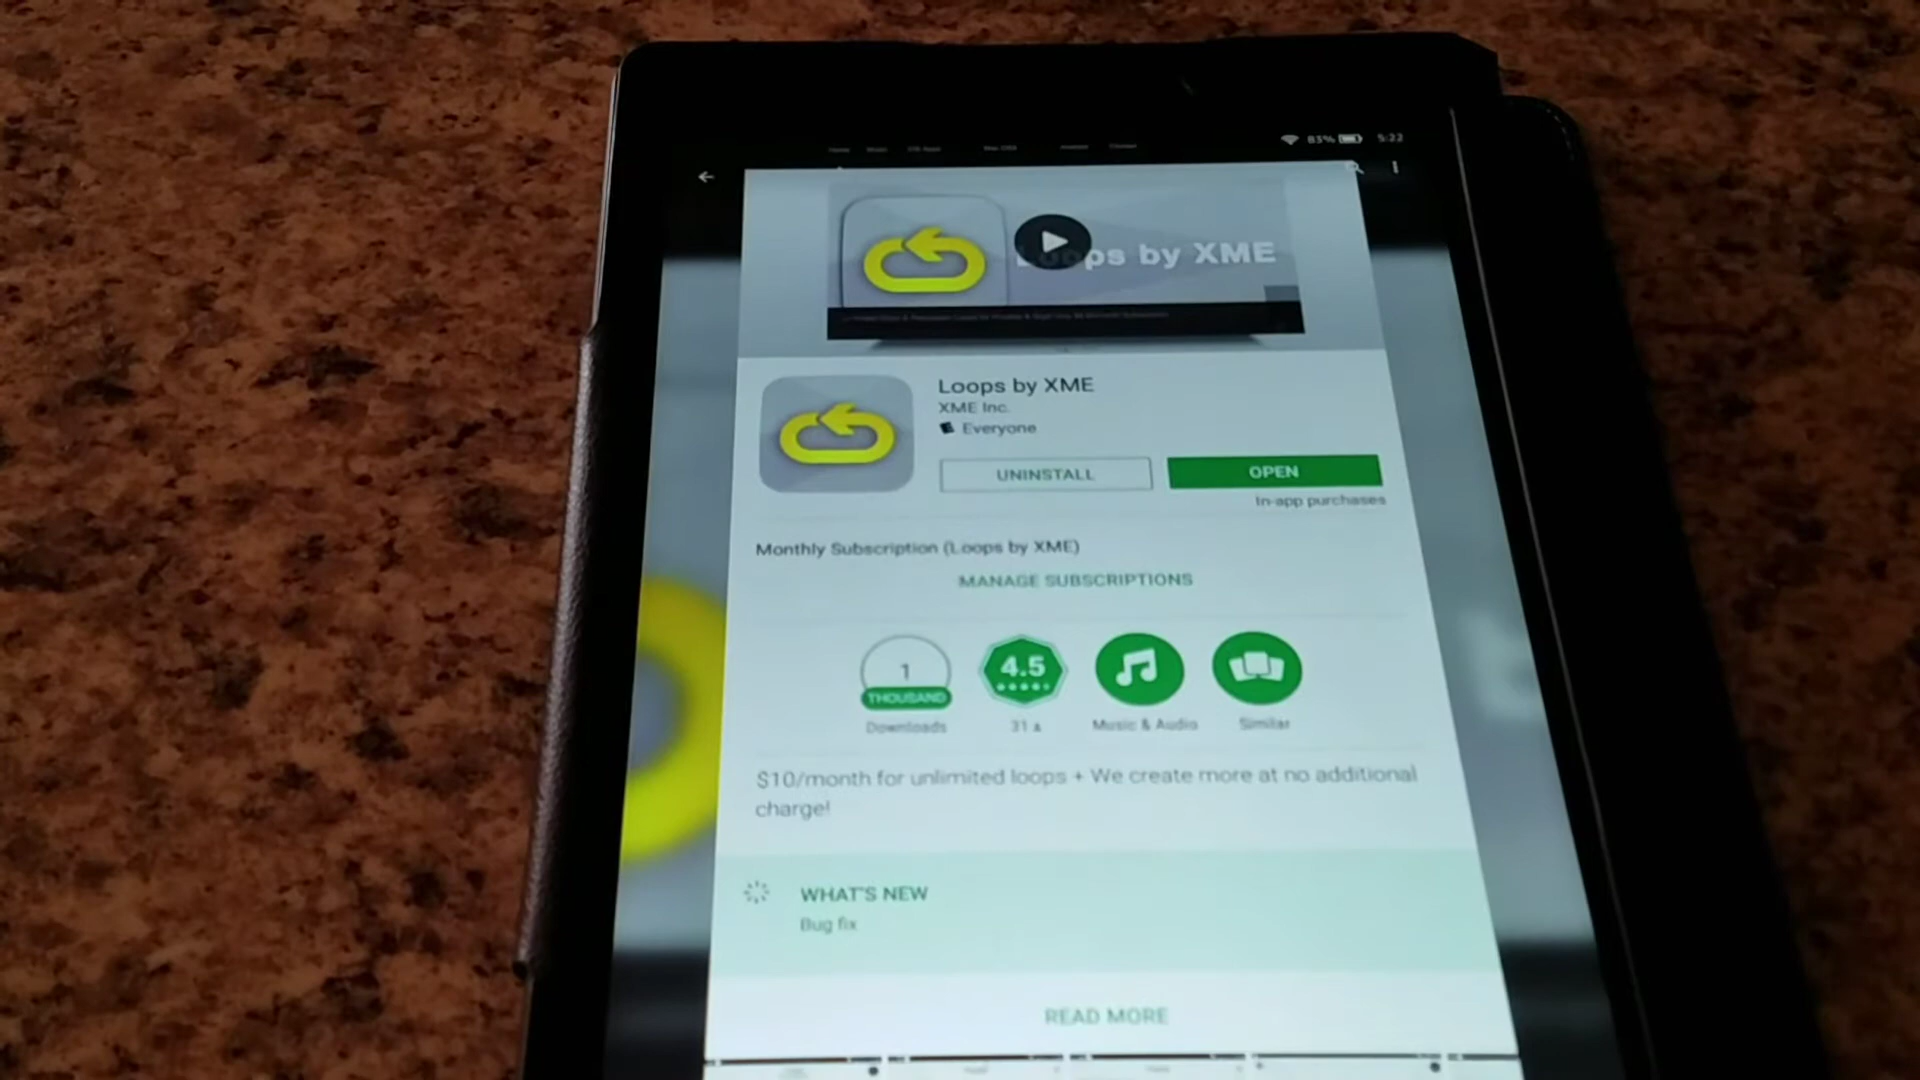 83% 5:22
ps by XME
Loops by XME
XME Inc.
Everyone
UNINSTALL
OPEN
In-app purchases
Monthly Subscription (Loops by XME)
MANAGE SUBSCRIPTIONS
1
THOUSAND
Downloads
4.5
31
Music & Audio
Similar
$10/month for unlimited loops + We create more at no additional
charge!
WHAT'S NEW
Bug fix
READ MORE